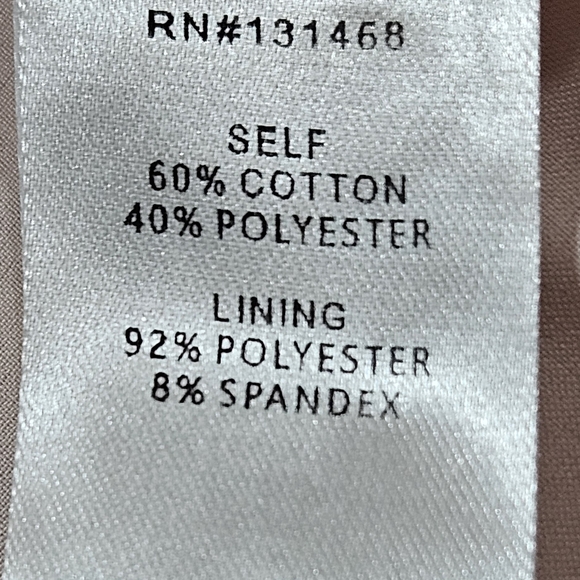 RN#131468
SELF
60% COTTON
40% POLYESTER
LINING
92% POLYESTER
8% SPANDEX